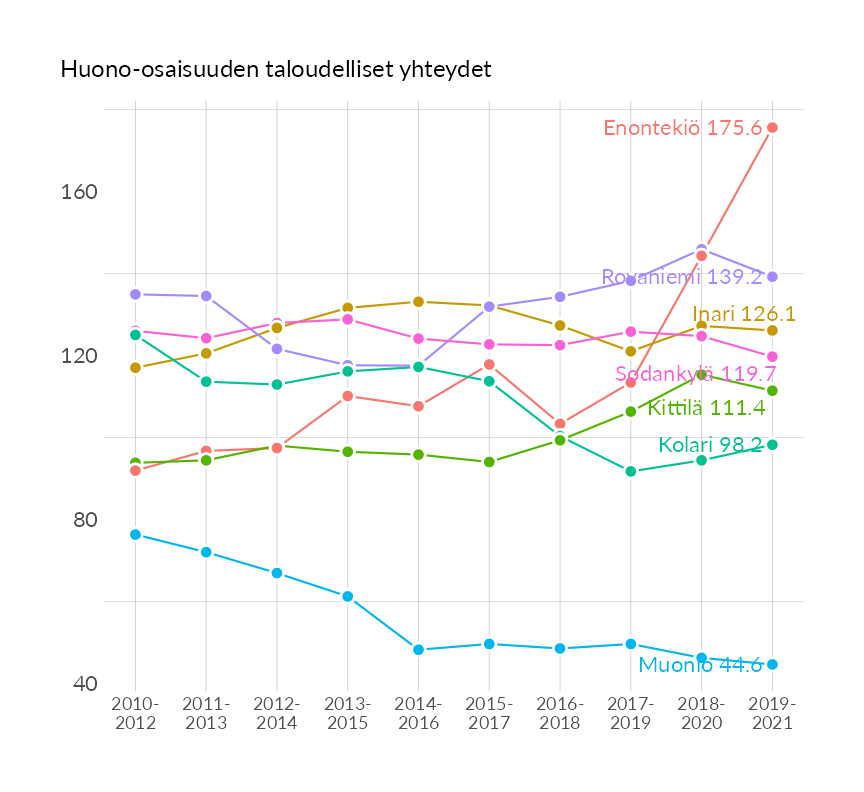 Huono-osaisuuden taloudelliset yhteydet
Enontekiö 175.6
160
Rovaniemi 139.2
Inari 126.1
120
Sodankylä 119.7
Kittilä 111.4
Kolari 98.2
80
Muonio 44.6
40
2010- 2011- 2012- 2013- 2014- 2015- 2016- 2017- 2018- 2019-
2012 2013 2014 2015 2016 2017 2018 2019 2020 2021